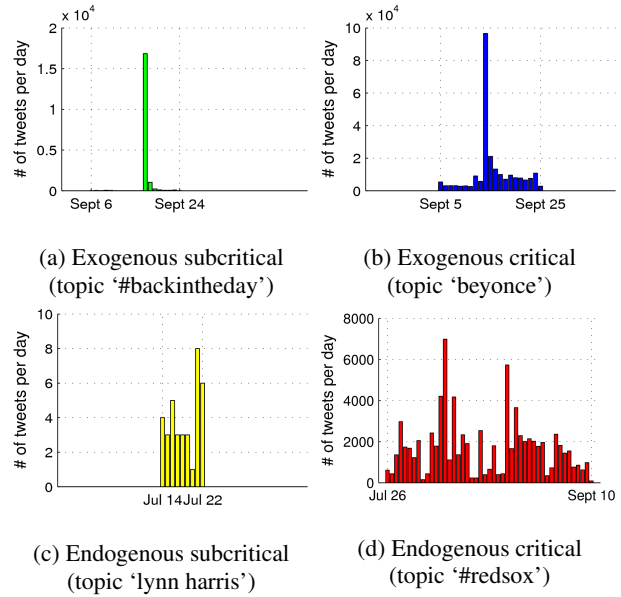 x 10^4
# of tweets per day
2
1.5
1
0.5
0
Sept 6 Sept 24
(a) Exogenous subcritical
(topic ‘#backintheday’)
x 10^4
# of tweets per day
10
8
6
4
2
0
Sept 5 Sept 25
(b) Exogenous critical
(topic ‘beyonce’)
# of tweets per day
10
8
6
4
2
0
Jul 14 Jul 22
(c) Endogenous subcritical
(topic ‘lynn harris’)
# of tweets per day
8000
6000
4000
2000
0
Jul 26 Sept 10
(d) Endogenous critical
(topic ‘#redsox’)